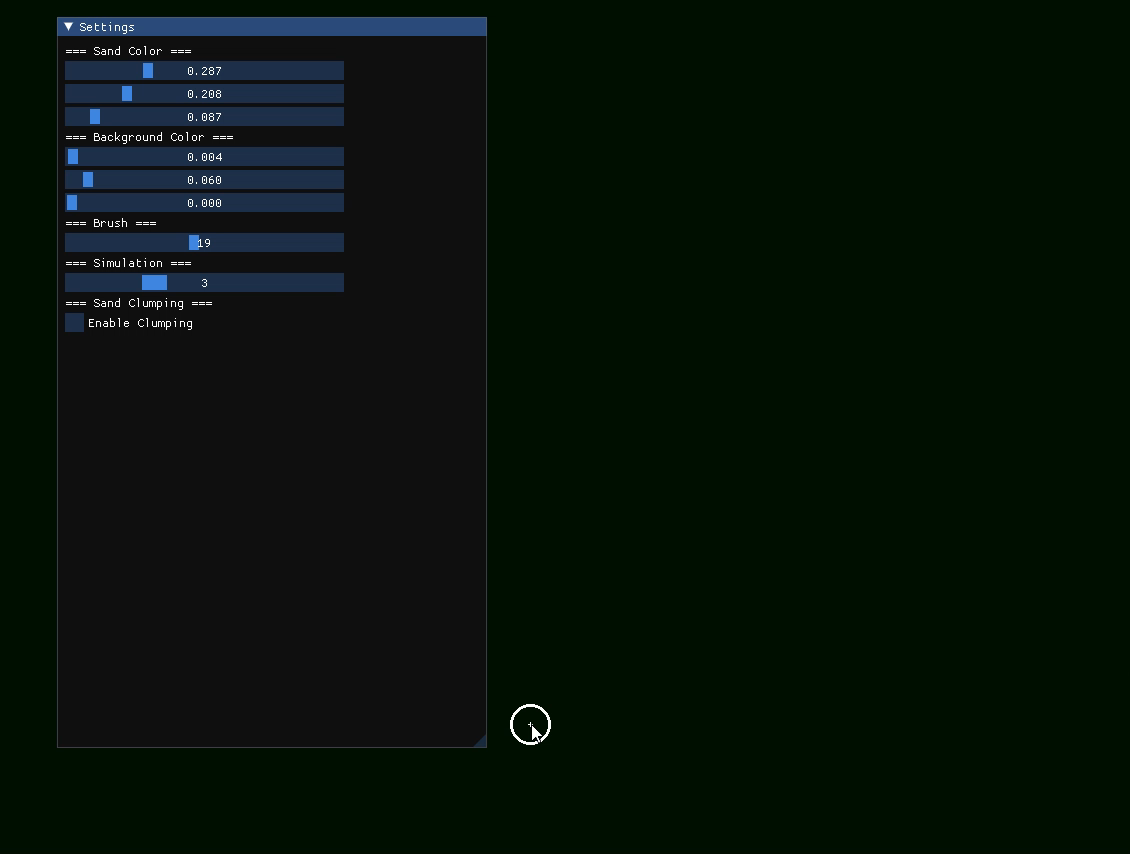 Settings
=== Sand Color ===
0.287
0.208
0.087
=== Background Color ===
0.004
0.060
0.000
=== Brush ===
19
=== Simulation ===
3
=== Sand Clumping ===
Enable Clumping